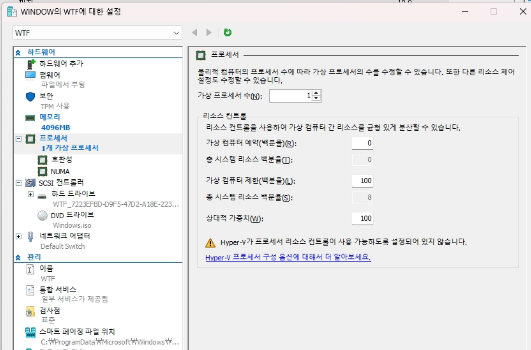 WINDOW의 WTF에 대한 설정
WTF
하드웨어
하드웨어 추가
펌웨어
파일에서 부팅
보안
TPM 사용
메모리
4096MB
프로세서
1개 가상 프로세서
호환성
NUMA
SCSI 컨트롤러
하드 드라이브
WTF_7223EFBD-D9F5-47D2-A18E-223...
DVD 드라이브
Windows.iso
네트워크 어댑터
Default Switch
관리
이름
WTF
통합 서비스
일부 서비스가 제공됨
검사점
표준
스마트 페이징 파일 위치
C:\ProgramData\Microsoft\Windows\...
프로세서
물리적 컴퓨터의 프로세서 수에 따라 가상 프로세서의 수를 수정할 수 있습니다. 또한 다른 리소스 제어
설정도 수정할 수 있습니다.
가상 프로세서 수(N): 1
리소스 컨트롤
리소스 컨트롤을 사용하여 가상 컴퓨터 간 리소스를 균형 있게 분산할 수 있습니다.
가상 컴퓨터 예약(백분율)(R): 0
총 시스템 리소스 백분율(T): 0
가상 컴퓨터 제한(백분율)(L): 100
총 시스템 리소스 백분율(S): 8
상대적 가중치(W): 100
Hyper-V가 프로세서 리소스 컨트롤이 사용 가능하도록 설정되어 있지 않습니다.
Hyper-V 프로세서 구성 옵션에 대해서 더 알아보세요.